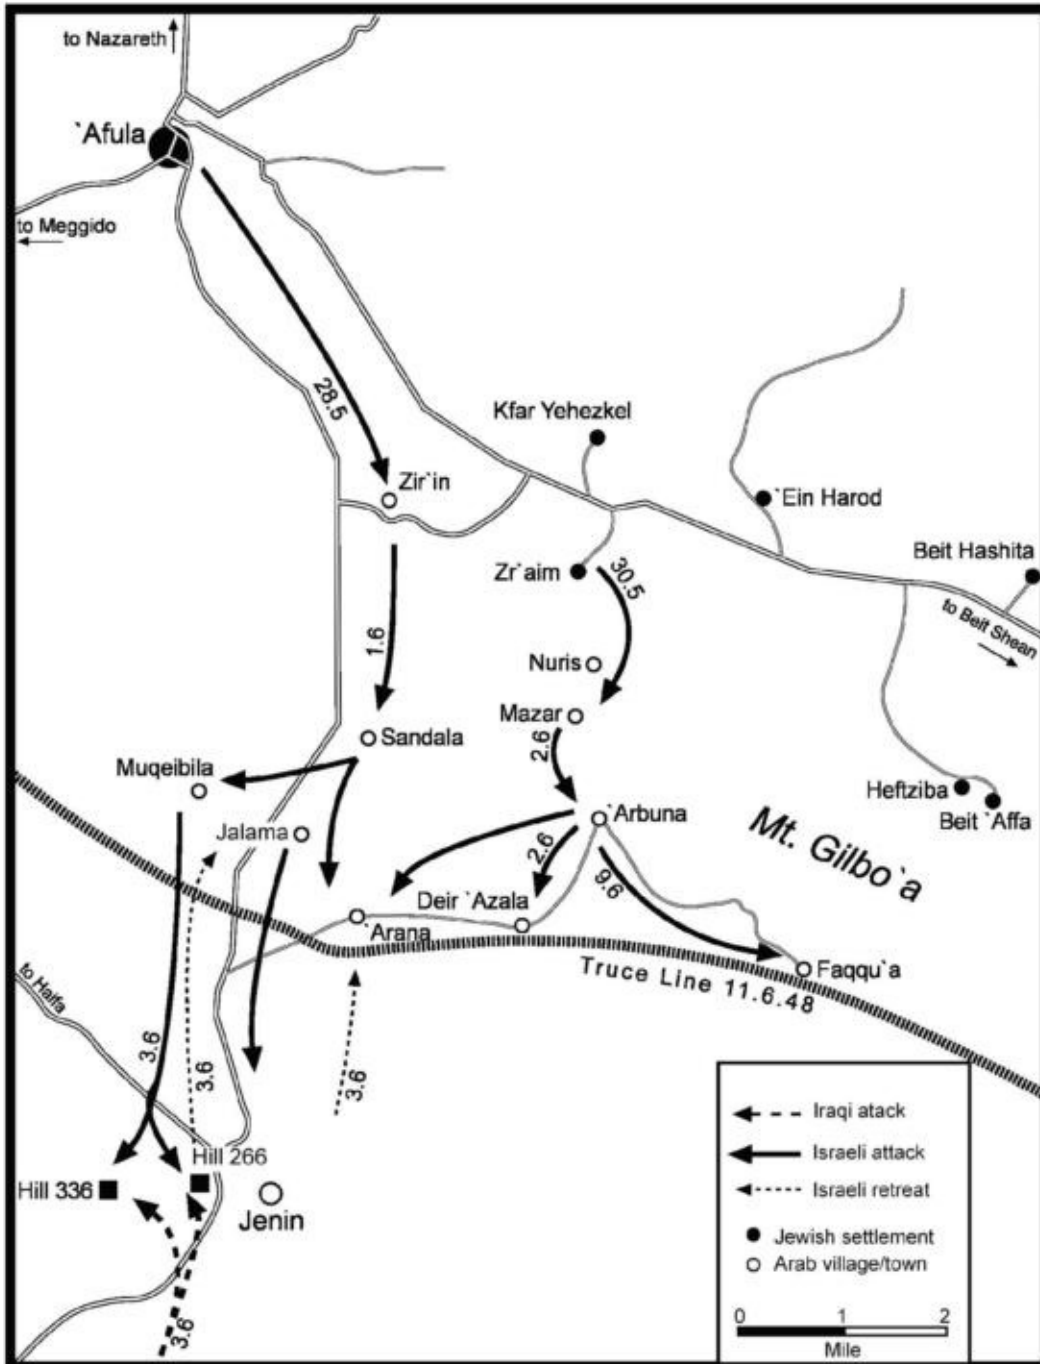 to Nazareth
`Afula
to Meggido
28.5
Kfar Yehezkel
Zir`in
`Ein Harod
Beit Hashita
Zr`aim
30.5
to Beit Shean
1.6
Nuris
Mazar
Sandala
2.6
Muqeibila
Heftziba
Beit `Affa
Jalama
`Arbuna
Mt. Gilbo`a
2.6
9.6
Deir `Azala
`Arana
Faqqu`a
Truce Line 11.6.48
to Haifa
3.6
3.6
3.6
Hill 266
Hill 336
Jenin
3.6
Iraqi atack
Israeli attack
Israeli retreat
Jewish settlement
Arab village/town
0 1 2
Mile